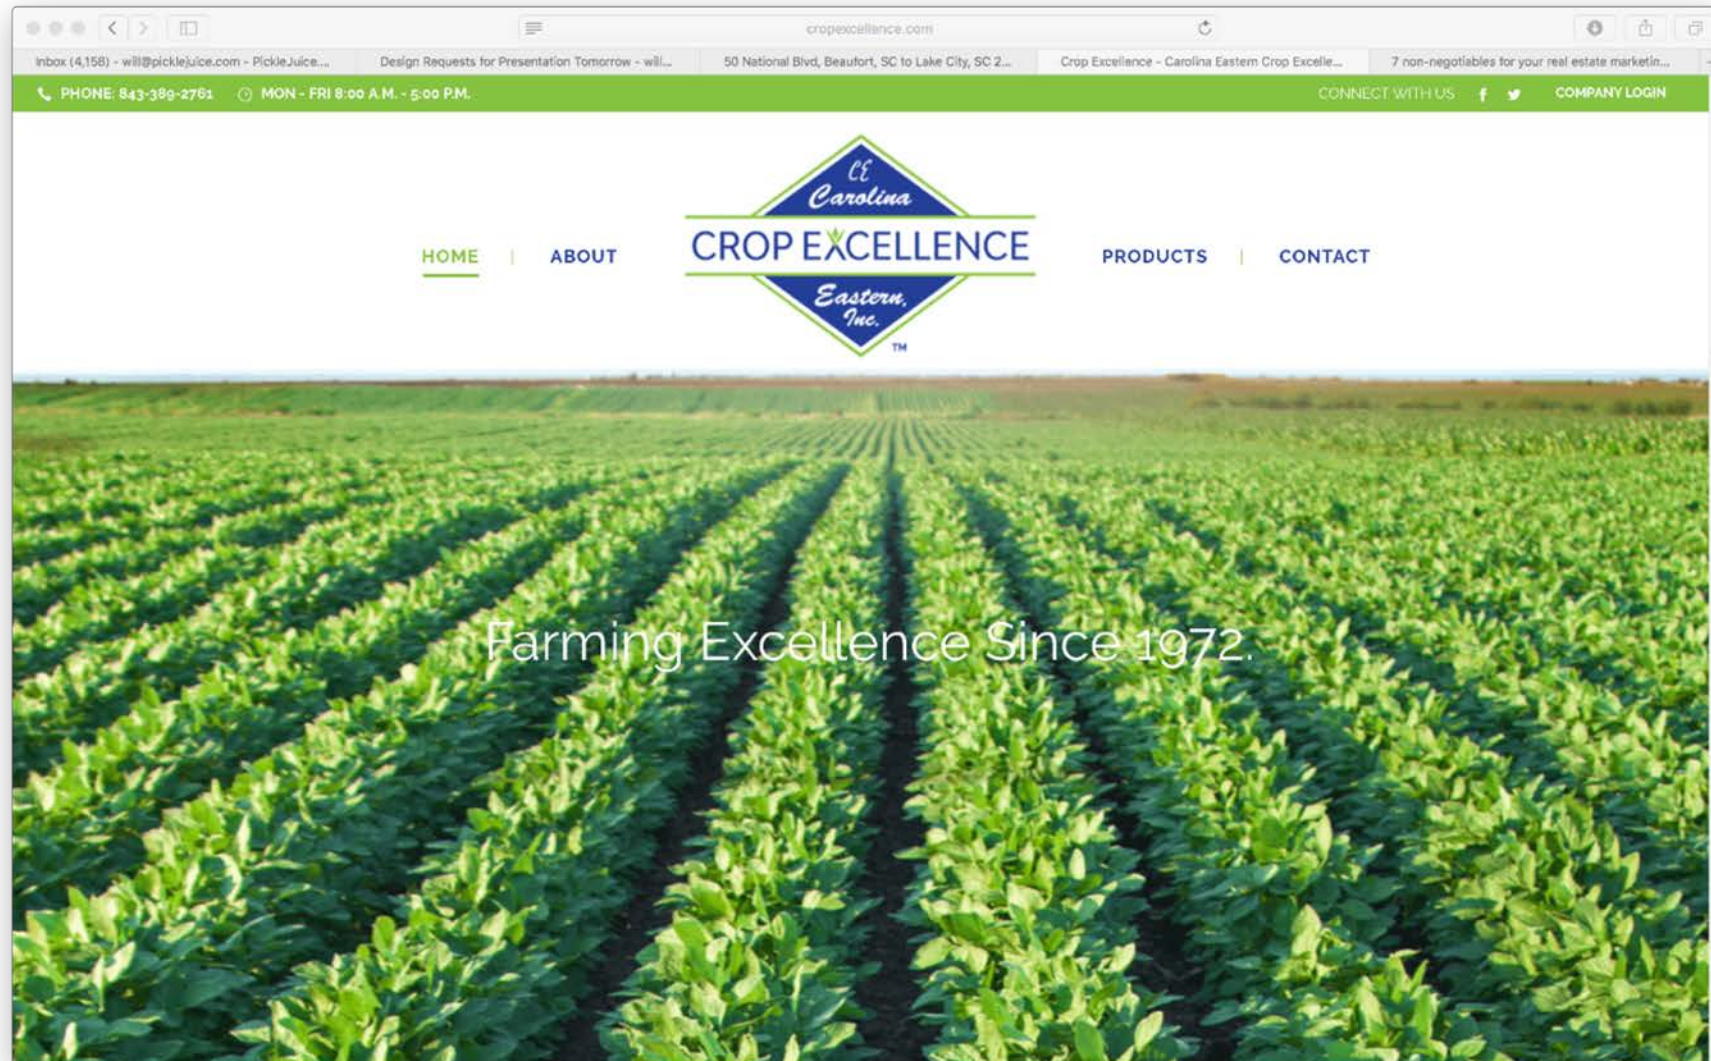 cropexcellence.com
Inbox (4,158) - will@picklejuice.com - PickleJuice....
Design Requests for Presentation Tomorrow - will...
50 National Blvd, Beaufort, SC to Lake City, SC 2...
Crop Excellence - Carolina Eastern Crop Excelle...
7 non-negotiables for your real estate marketin...
PHONE: 843-389-2761
MON - FRI 8:00 A.M. - 5:00 P.M.
CONNECT WITH US
COMPANY LOGIN
CE
Carolina
CROP EXCELLENCE
Eastern,
Inc.
TM
HOME | ABOUT
PRODUCTS | CONTACT
Farming Excellence Since 1972.